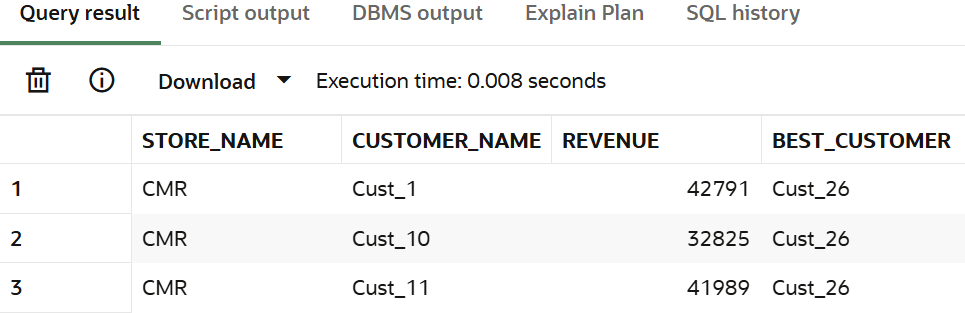 Query result Script output DBMS output Explain Plan SQL history
Download Execution time: 0.008 seconds
STORE_NAME CUSTOMER_NAME REVENUE BEST_CUSTOMER
1 CMR Cust_1 42791 Cust_26
2 CMR Cust_10 32825 Cust_26
3 CMR Cust_11 41989 Cust_26